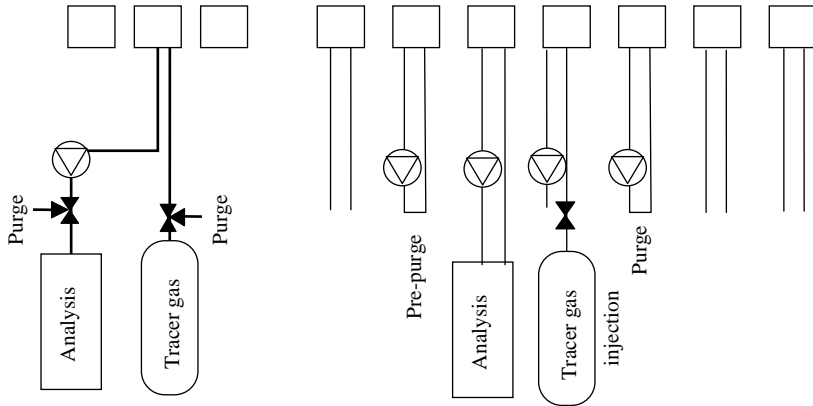 Purge
Purge
Analysis
Tracer gas
Pre-purge
Analysis
Tracer gas
injection
Purge